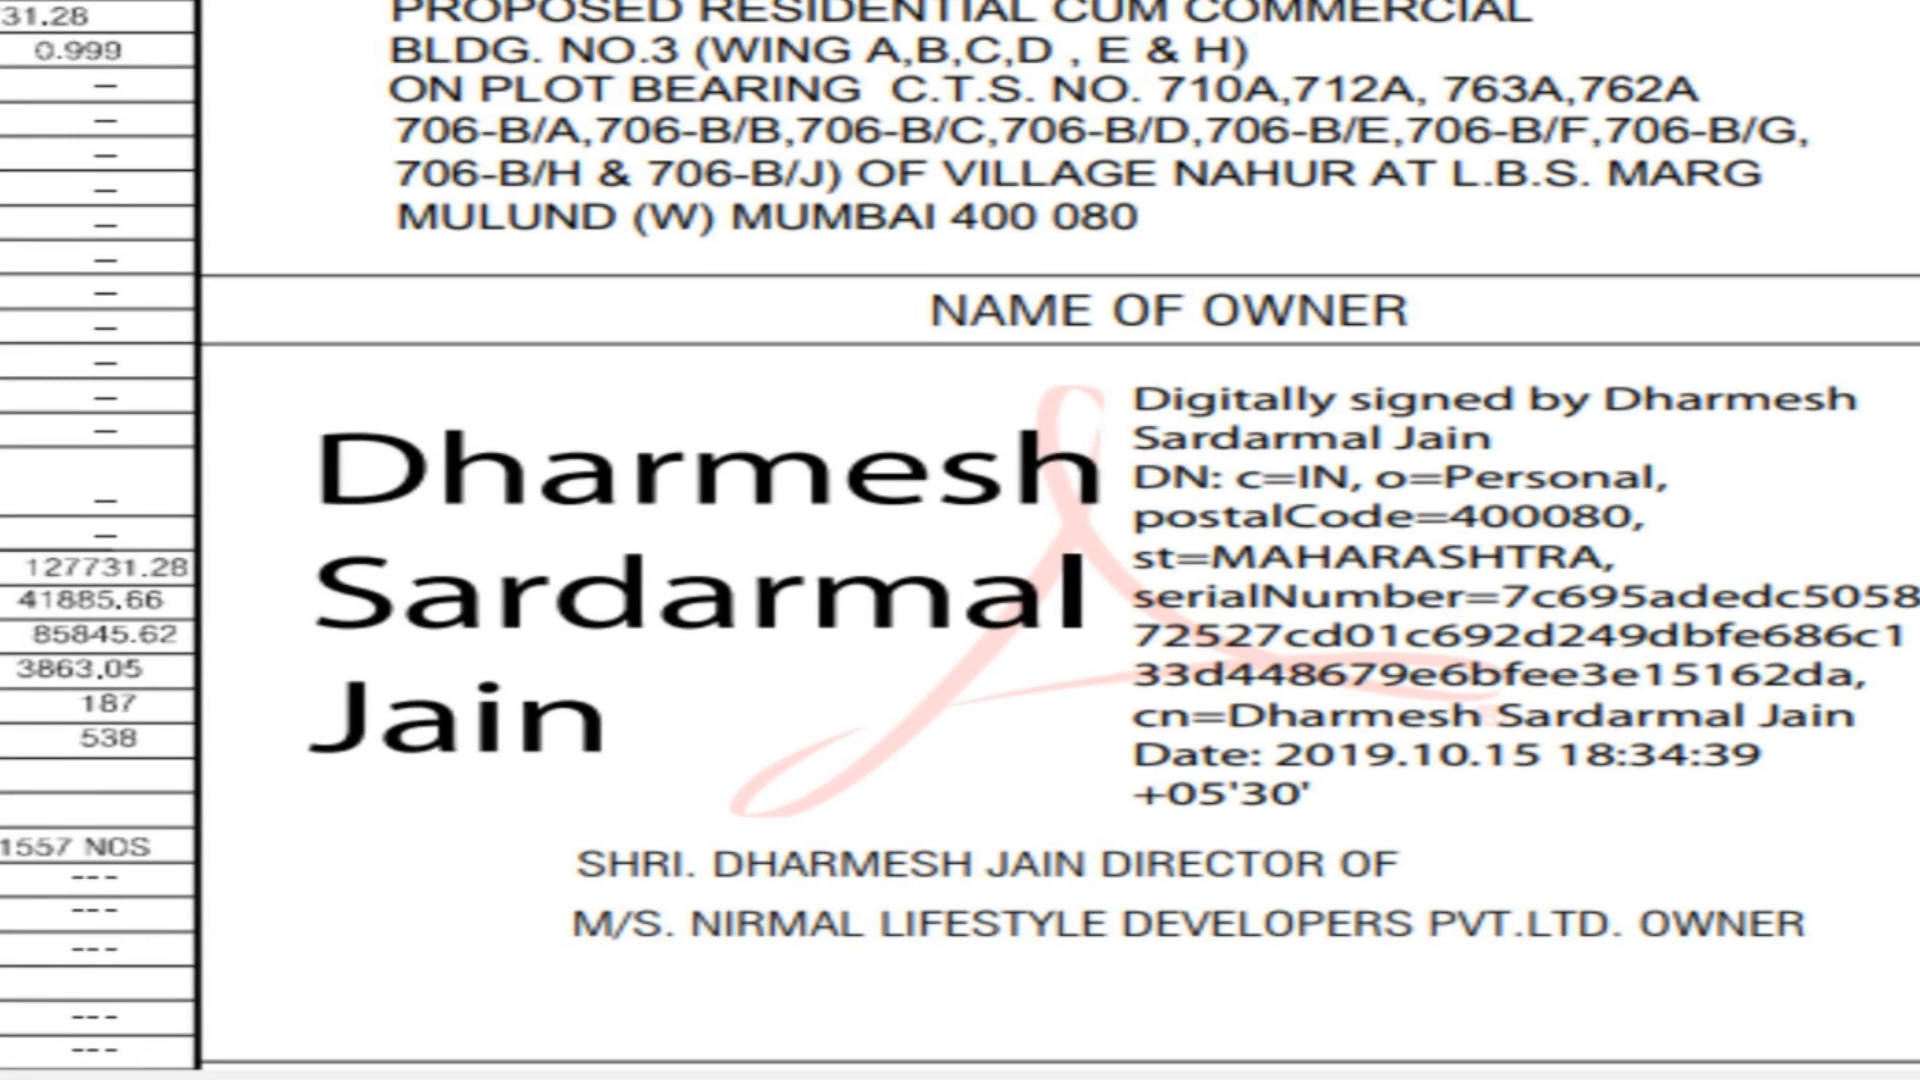 31.28
0.999
–
–
–
–
–
–
–
–
–
–
–
–
–
127731.28
41885.66
85845.62
3863.05
187
538
1557 NOS
---
---
---
---
---
PROPOSED RESIDENTIAL CUM COMMERCIAL
BLDG. NO.3 (WING A,B,C,D , E & H)
ON PLOT BEARING C.T.S. NO. 710A,712A, 763A,762A
706-B/A,706-B/B,706-B/C,706-B/D,706-B/E,706-B/F,706-B/G,
706-B/H & 706-B/J) OF VILLAGE NAHUR AT L.B.S. MARG
MULUND (W) MUMBAI 400 080
NAME OF OWNER
Dharmesh
Sardarmal
Jain
Digitally signed by Dharmesh
Sardarmal Jain
DN: c=IN, o=Personal,
postalCode=400080,
st=MAHARASHTRA,
serialNumber=7c695adedc5058
72527cd01c692d249dbfe686c1
33d448679e6bfee3e15162da,
cn=Dharmesh Sardarmal Jain
Date: 2019.10.15 18:34:39
+05'30'
SHRI. DHARMESH JAIN DIRECTOR OF
M/S. NIRMAL LIFESTYLE DEVELOPERS PVT.LTD. OWNER